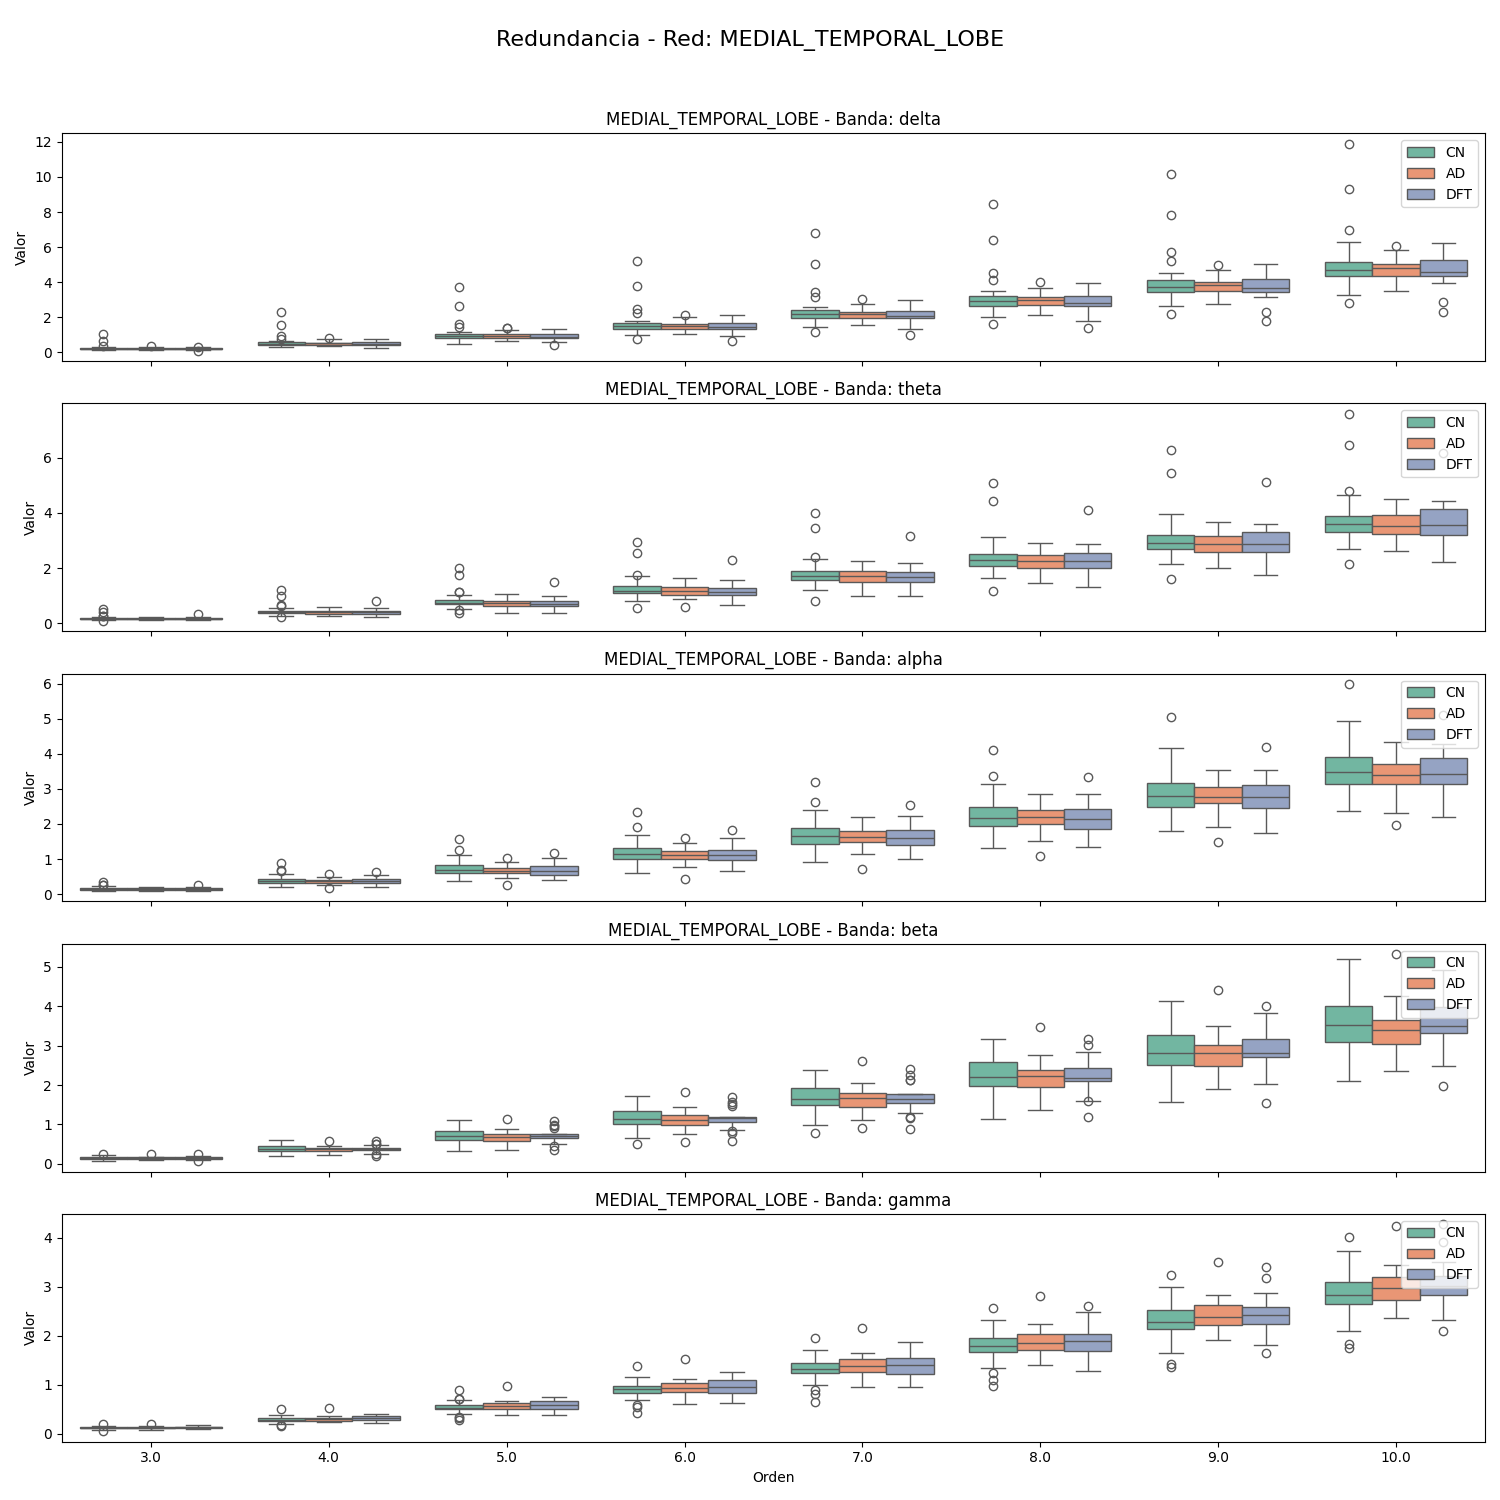 Redundancia - Red: MEDIAL_TEMPORAL_LOBE
MEDIAL_TEMPORAL_LOBE - Banda: delta
12
10
8
6
4
2
0
Valor
CN
AD
DFT
MEDIAL_TEMPORAL_LOBE - Banda: theta
6
4
2
0
Valor
CN
AD
DFT
MEDIAL_TEMPORAL_LOBE - Banda: alpha
6
5
4
3
2
1
0
Valor
CN
AD
DFT
MEDIAL_TEMPORAL_LOBE - Banda: beta
5
4
3
2
1
0
Valor
CN
AD
DFT
MEDIAL_TEMPORAL_LOBE - Banda: gamma
4
3
2
1
0
Valor
CN
AD
DFT
3.0 4.0 5.0 6.0 7.0 8.0 9.0 10.0
Orden